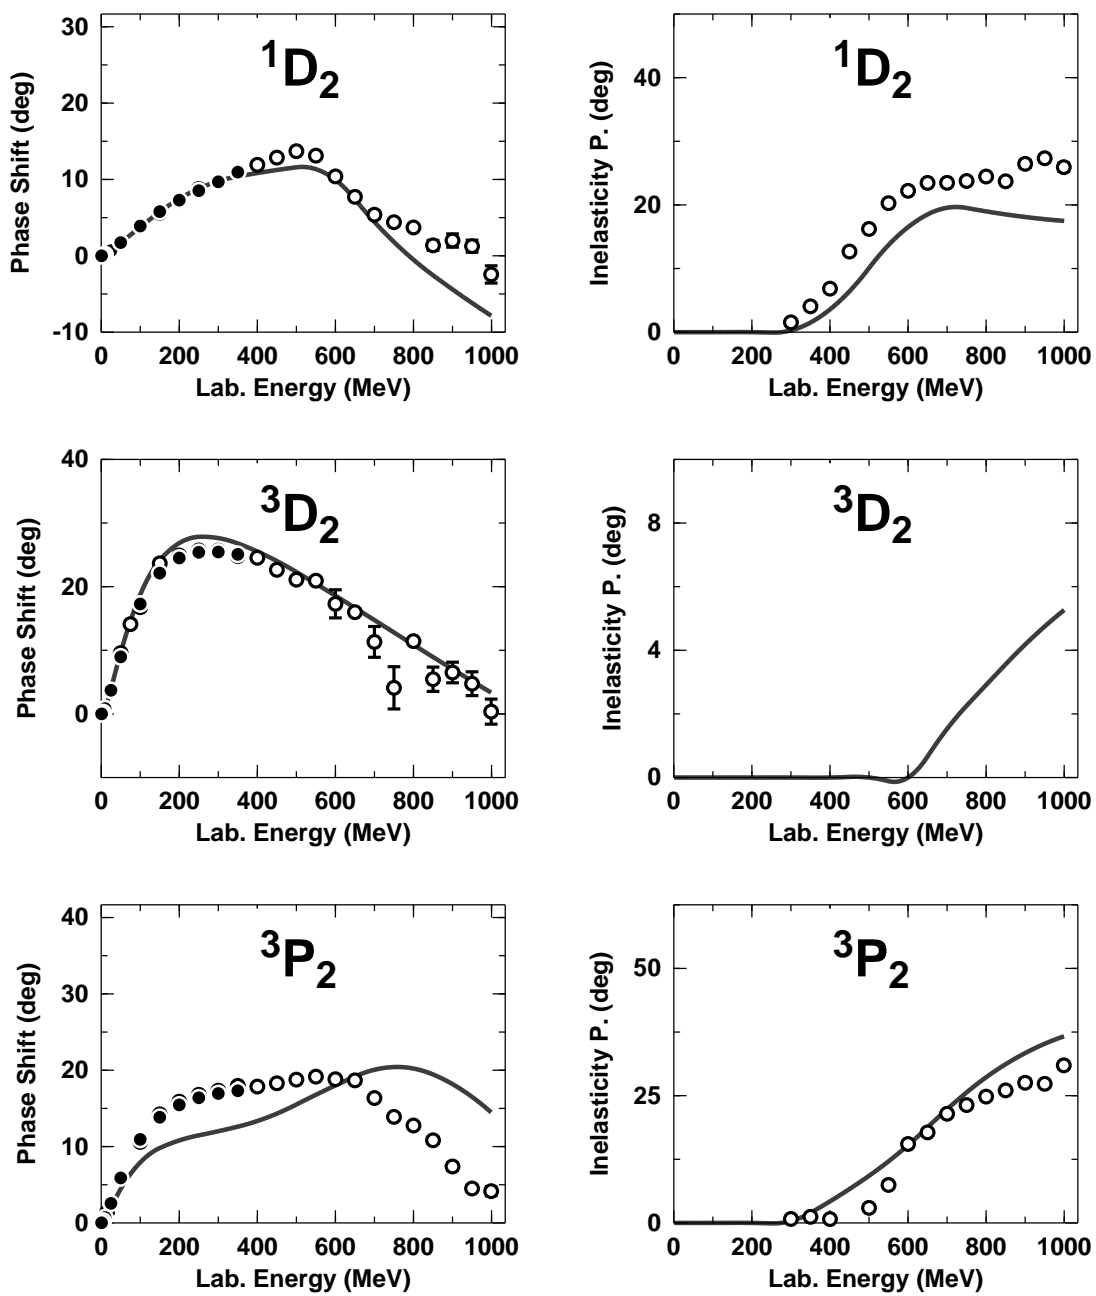 ¹D₂
Phase Shift (deg)
30
20
10
0
-10
0 200 400 600 800 1000
Lab. Energy (MeV)
¹D₂
Inelasticity P. (deg)
40
20
0
0 200 400 600 800 1000
Lab. Energy (MeV)
³D₂
Phase Shift (deg)
40
20
0
0 200 400 600 800 1000
Lab. Energy (MeV)
³D₂
Inelasticity P. (deg)
8
4
0
0 200 400 600 800 1000
Lab. Energy (MeV)
³P₂
Phase Shift (deg)
40
30
20
10
0
0 200 400 600 800 1000
Lab. Energy (MeV)
³P₂
Inelasticity P. (deg)
50
25
0
0 200 400 600 800 1000
Lab. Energy (MeV)